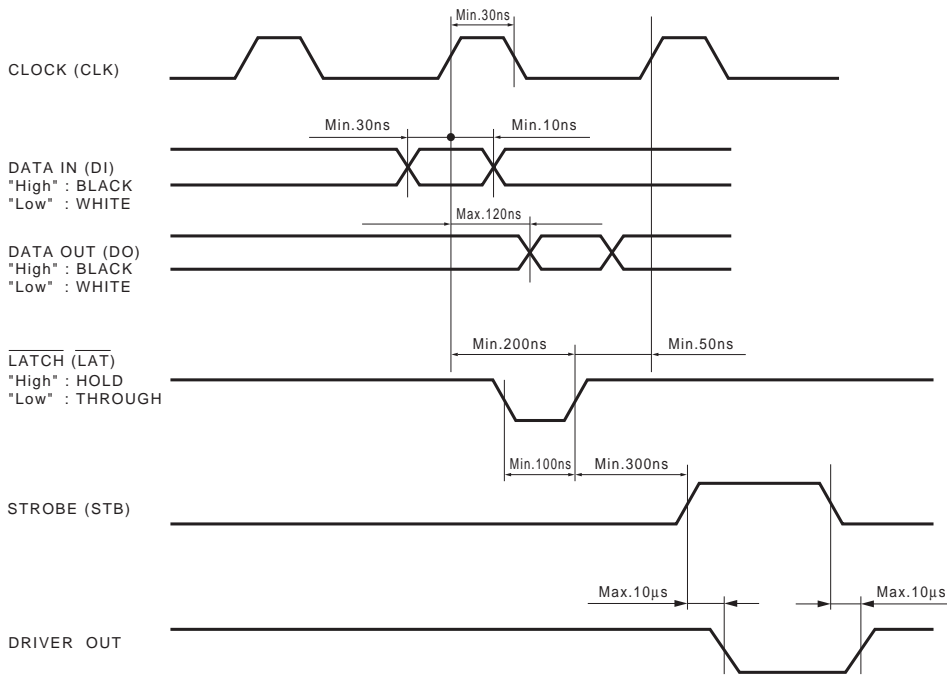 Min.30ns
CLOCK (CLK)
Min.30ns
Min.10ns
DATA IN (DI)
"High" : BLACK
"Low" : WHITE
Max.120ns
DATA OUT (DO)
"High" : BLACK
"Low" : WHITE
Min.200ns
Min.50ns
LATCH (LAT)
"High" : HOLD
"Low" : THROUGH
Min.100ns
Min.300ns
STROBE (STB)
Max.10µs
Max.10µs
DRIVER OUT